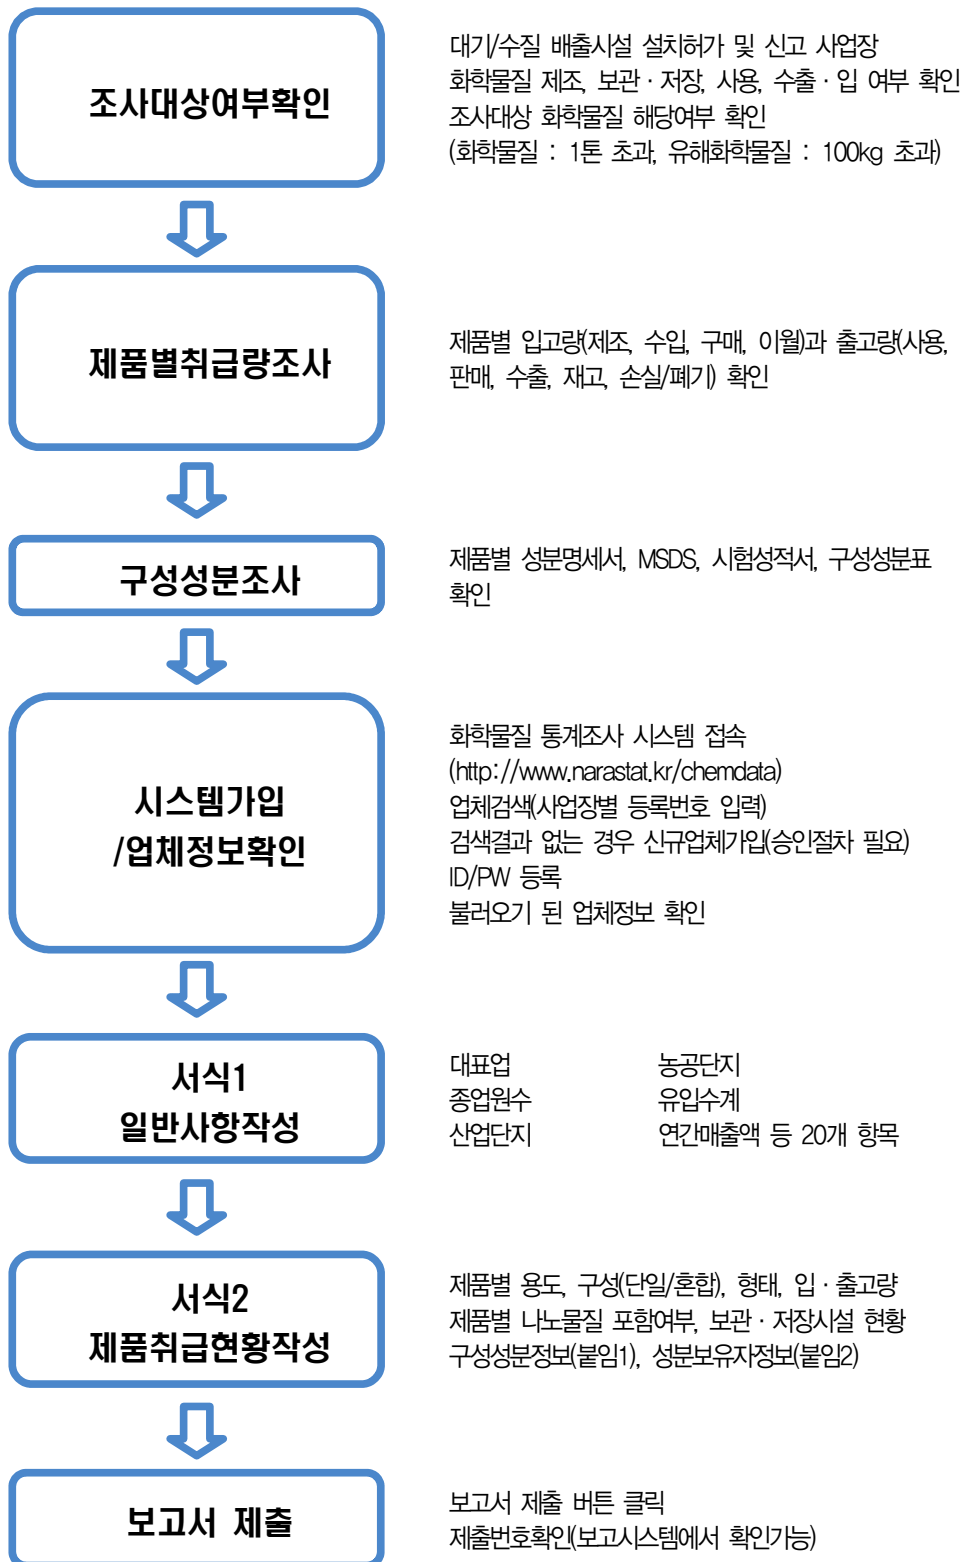 조사대상여부확인
대기/수질 배출시설 설치허가 및 신고 사업장
화학물질 제조, 보관 · 저장, 사용, 수출 · 입 여부 확인
조사대상 화학물질 해당여부 확인
(화학물질 : 1톤 초과, 유해화학물질 : 100kg 초과)
제품별취급량조사
제품별 입고량(제조, 수입, 구매, 이월)과 출고량(사용,
판매, 수출, 재고, 손실/폐기) 확인
구성성분조사
제품별 성분명세서, MSDS, 시험성적서, 구성성분표
확인
시스템가입
/업체정보확인
화학물질 통계조사 시스템 접속
(http://www.narastat.kr/chemdata)
업체검색(사업장별 등록번호 입력)
검색결과 없는 경우 신규업체가입(승인절차 필요)
ID/PW 등록
불러오기 된 업체정보 확인
서식1
일반사항작성
대표업 농공단지
종업원수 유입수계
산업단지 연간매출액 등 20개 항목
서식2
제품취급현황작성
제품별 용도, 구성(단일/혼합), 형태, 입 · 출고량
제품별 나노물질 포함여부, 보관 · 저장시설 현황
구성성분정보(붙임1), 성분보유자정보(붙임2)
보고서 제출
보고서 제출 버튼 클릭
제출번호확인(보고시스템에서 확인가능)